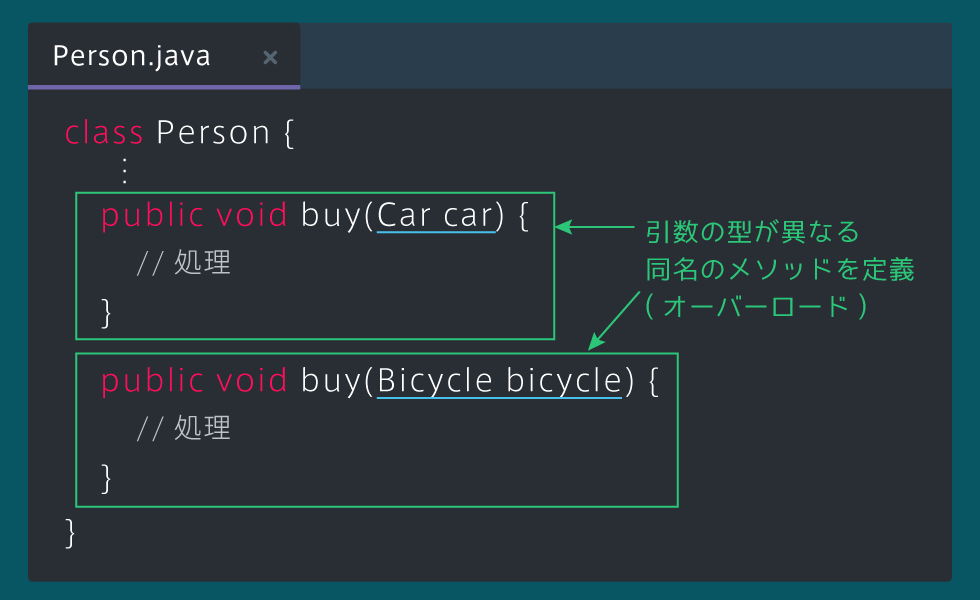 Person.java ×
class Person {
⋮
public void buy(Car car) {
// 処理
}
引数の型が異なる
同名のメソッドを定義
( オーバーロード )
public void buy(Bicycle bicycle) {
// 処理
}
}